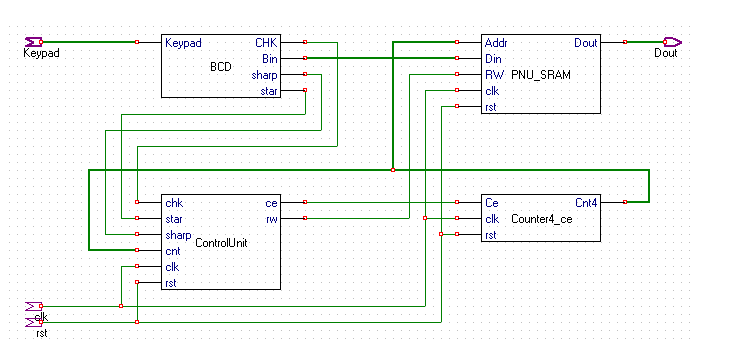 Keypad
Keypad
CHK
Bin
sharp
star
BCD
Addr
Din
RW
clk
rst
Dout
PNU_SRAM
Dout
chk
star
sharp
cnt
clk
rst
ce
rw
ControlUnit
Ce
clk
rst
Cnt4
Counter4_ce
clk
rst